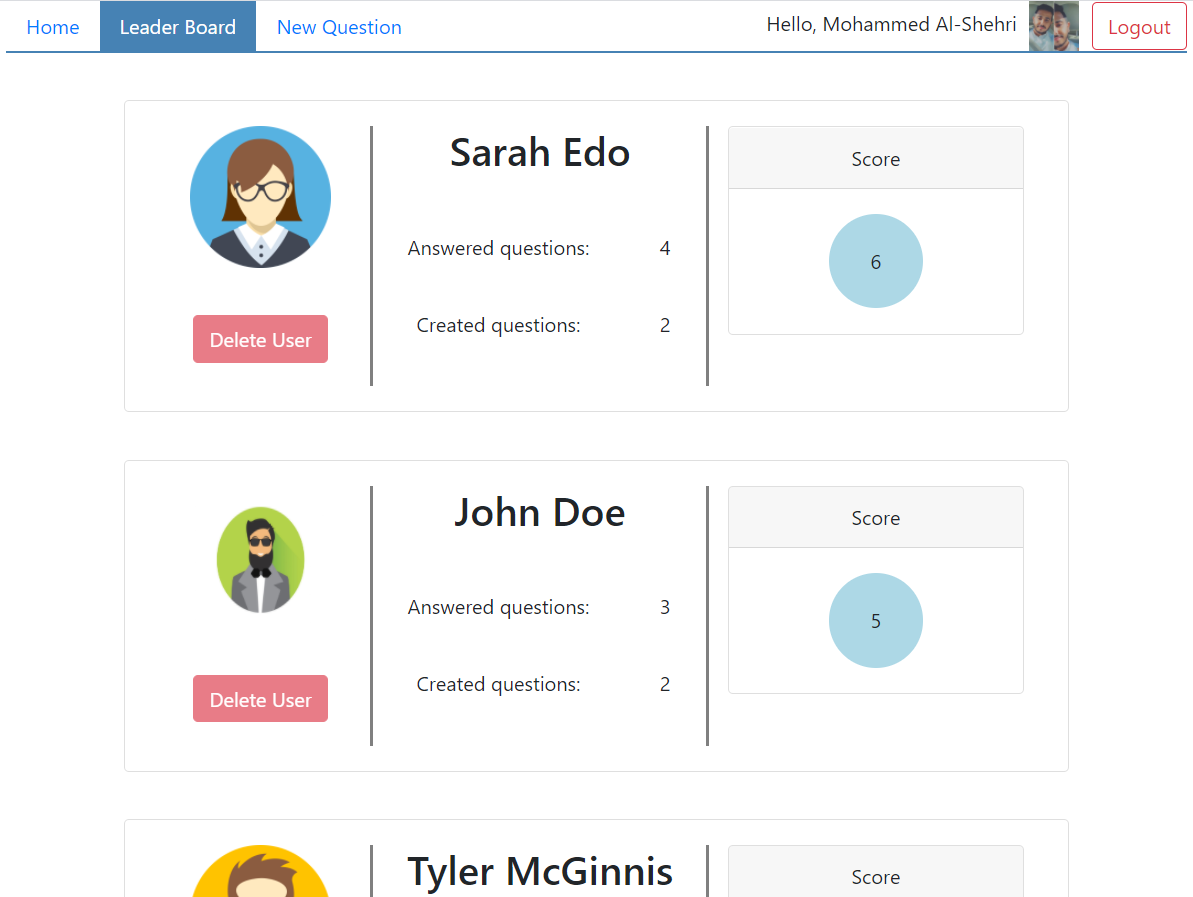 Home Leader Board New Question Hello, Mohammed Al-Shehri Logout
Sarah Edo
Score
Answered questions: 4
6
Created questions: 2
Delete User
John Doe
Score
Answered questions: 3
5
Created questions: 2
Delete User
Tyler McGinnis
Score